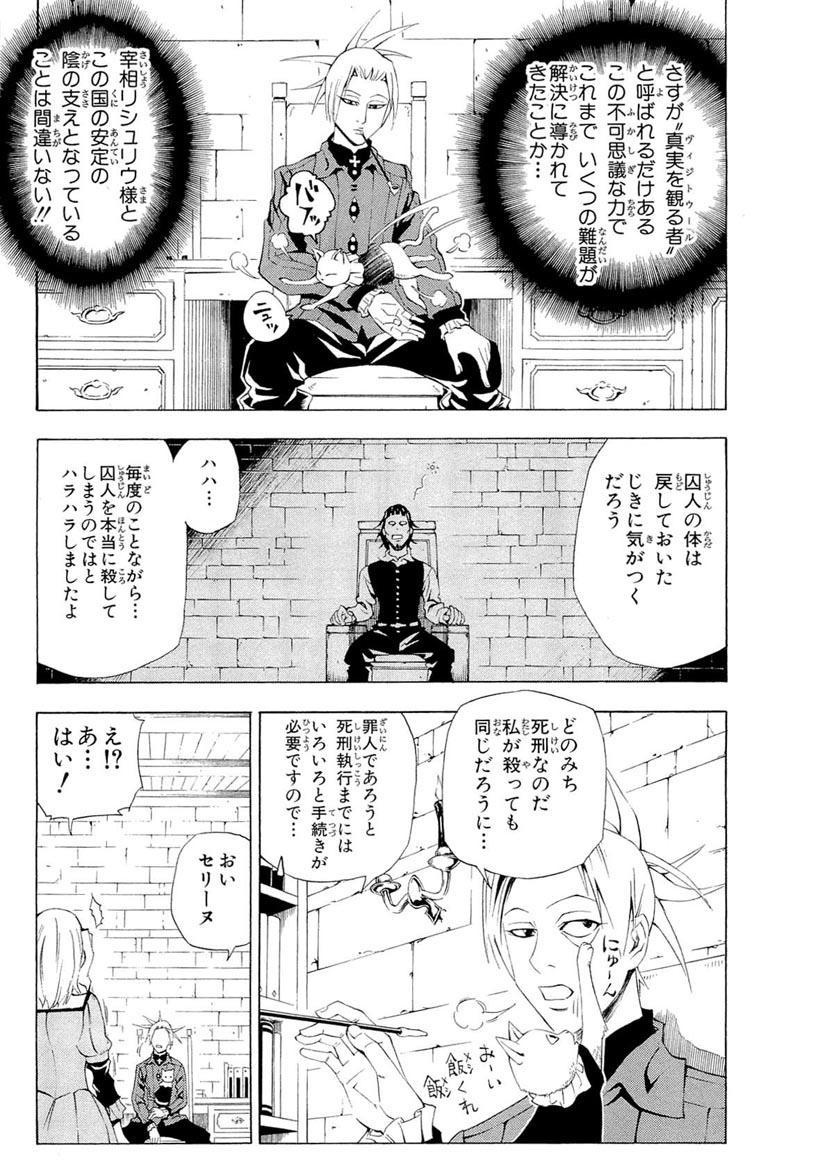 さすが”真実を観る者”
と呼ばれるだけある
この不可思議な力で
これまで いくつの難題が
解決に導かれて
きたことか…
宰相リシュリウ様と
この国の安定の
陰の支えとなっている
ことは間違いない!!
ニュッ
囚人の体は
戻しておいた
じきに気がつく
だろう
ハハ…
毎度のことながら…
囚人を本当に殺して
しまうのではと
ハラハラしましたよ
どのみち
死刑なのだ
私が殺っても
同じだろうに…
にゅーん
おーい
飯くれ
飯
罪人であろうと
死刑執行までには
いろいろと手続きが
必要ですので…
おい
セリーヌ
え!?
あ…
はい!